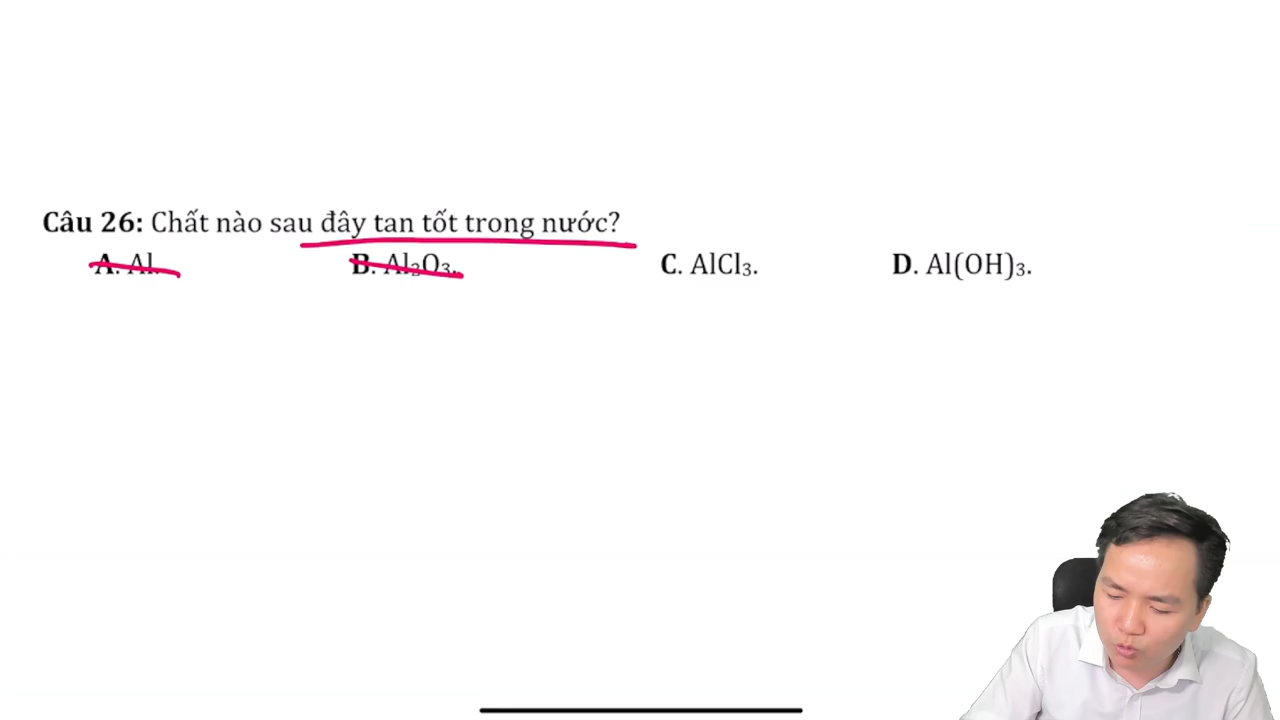 Câu 26: Chất nào sau đây tan tốt trong nước?
A. Al. B. Al₂O₃. C. AlCl₃. D. Al(OH)₃.